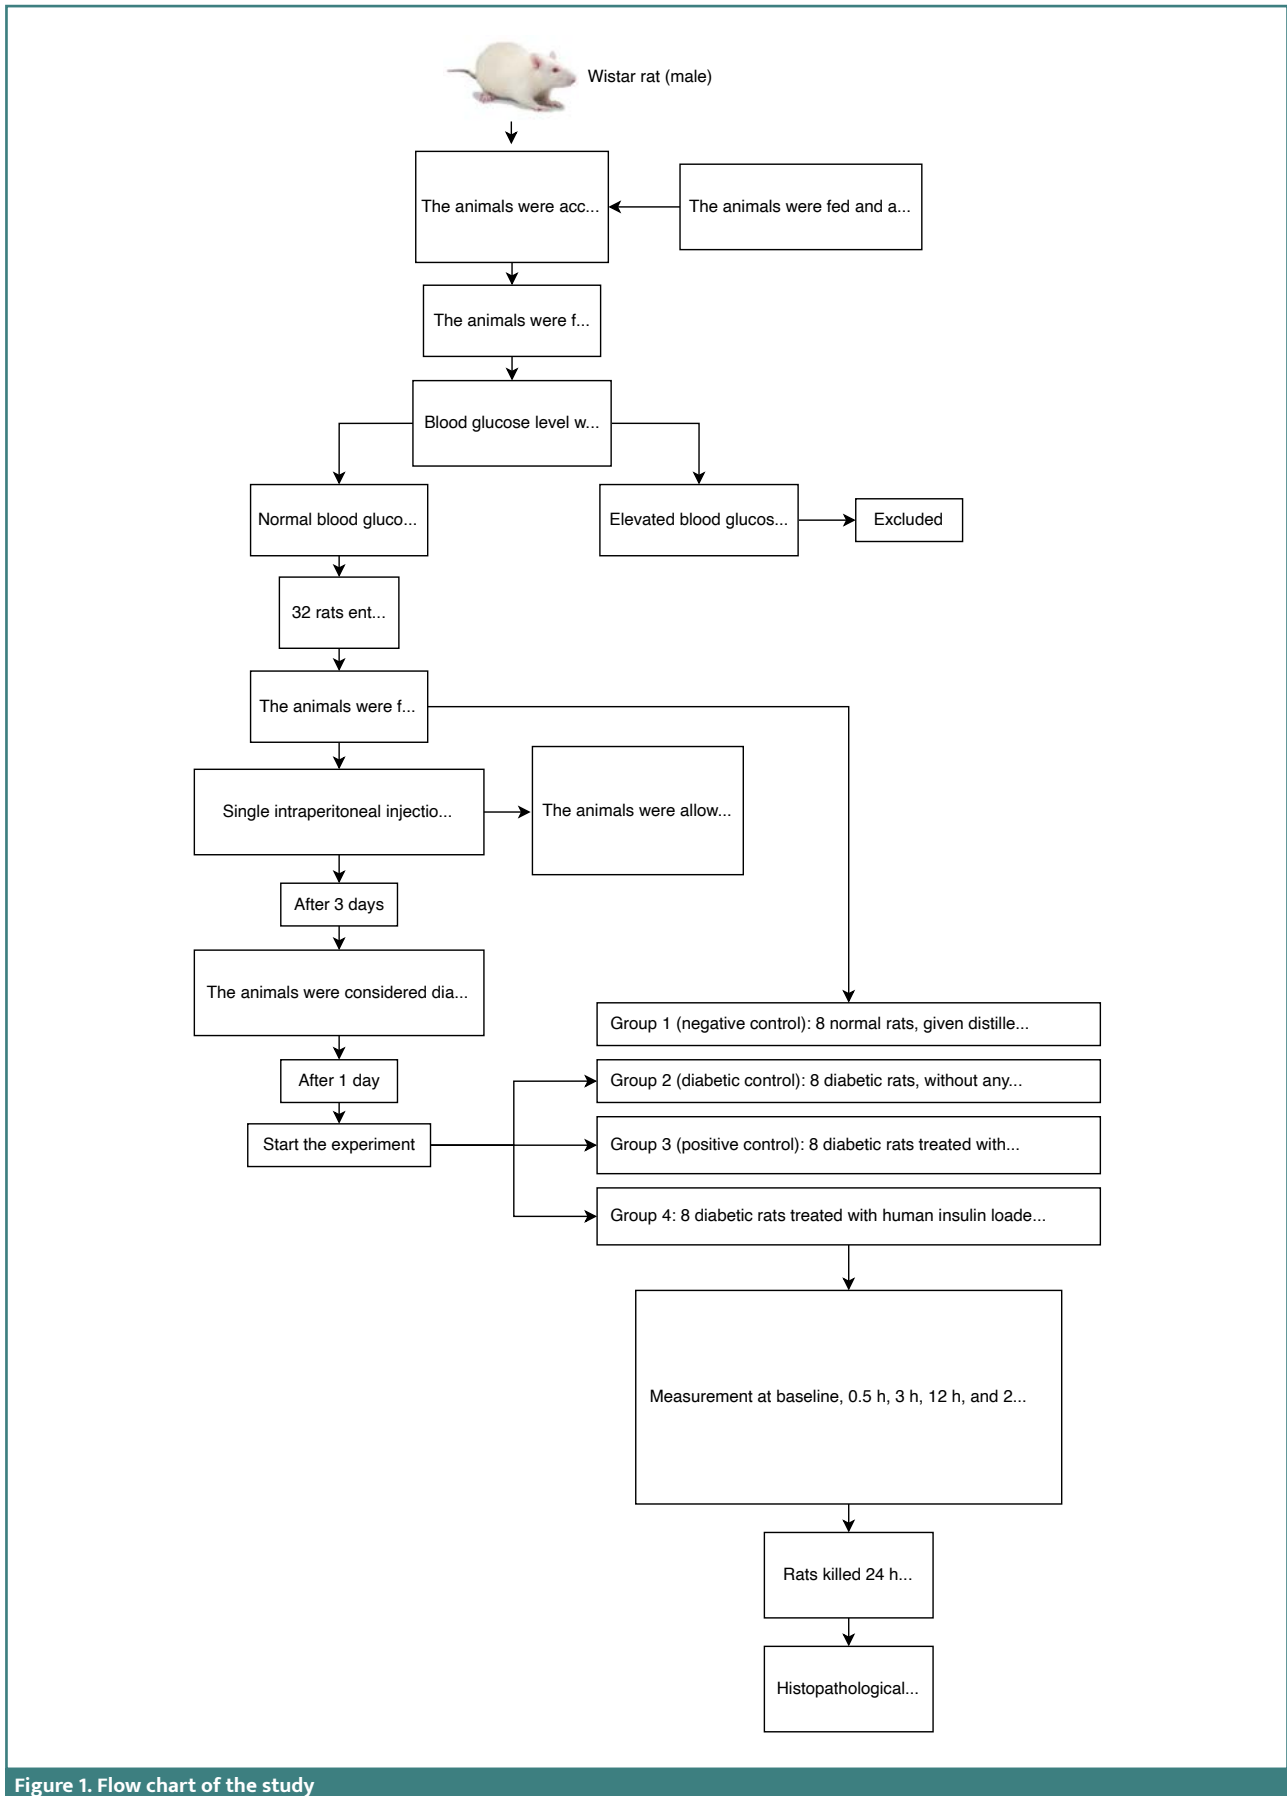 Wistar rat (male)
The animals were acc...
The animals were fed and a...
The animals were f...
Blood glucose level w...
Normal blood gluco...
Elevated blood glucos...
Excluded
32 rats ent...
The animals were f...
Single intraperitoneal injectio...
The animals were allow...
After 3 days
The animals were considered dia...
Group 1 (negative control): 8 normal rats, given distille...
After 1 day
Group 2 (diabetic control): 8 diabetic rats, without any...
Start the experiment
Group 3 (positive control): 8 diabetic rats treated with...
Group 4: 8 diabetic rats treated with human insulin loade...
Measurement at baseline, 0.5 h, 3 h, 12 h, and 2...
Rats killed 24 h...
Histopathological...
Figure 1. Flow chart of the study